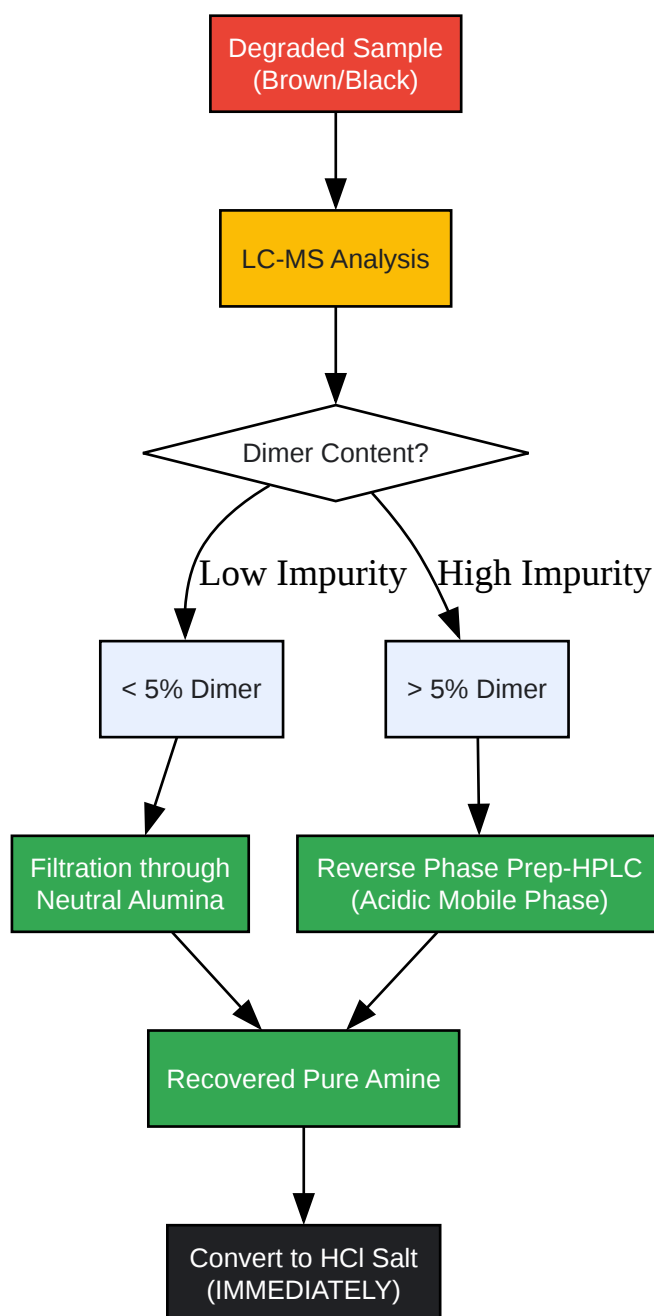 Degraded Sample
(Brown/Black)
LC-MS Analysis
Dimer Content?
Low Impurity
High Impurity
< 5% Dimer
> 5% Dimer
Filtration through
Neutral Alumina
Reverse Phase Prep-HPLC
(Acidic Mobile Phase)
Recovered Pure Amine
Convert to HCl Salt
(IMMEDIATELY)